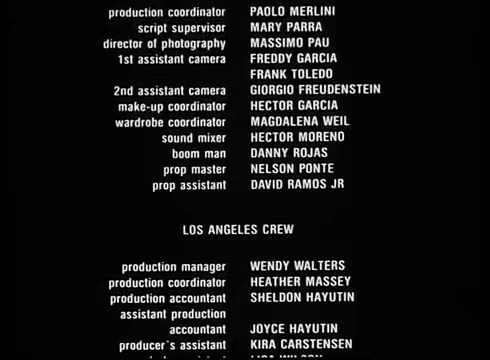 production coordinator PAOLO MERLINI
script supervisor MARY PARRA
director of photography MASSIMO PAU
1st assistant camera FREDDY GARCIA
FRANK TOLEDO
2nd assistant camera GIORGIO FREUDENSTEIN
make-up coordinator HECTOR GARCIA
wardrobe coordinator MAGDALENA WEIL
sound mixer HECTOR MORENO
boom man DANNY ROJAS
prop master NELSON PONTE
prop assistant DAVID RAMOS JR
LOS ANGELES CREW
production manager WENDY WALTERS
production coordinator HEATHER MASSEY
production accountant SHELDON HAYUTIN
assistant production
accountant JOYCE HAYUTIN
producer's assistant KIRA CARSTENSEN